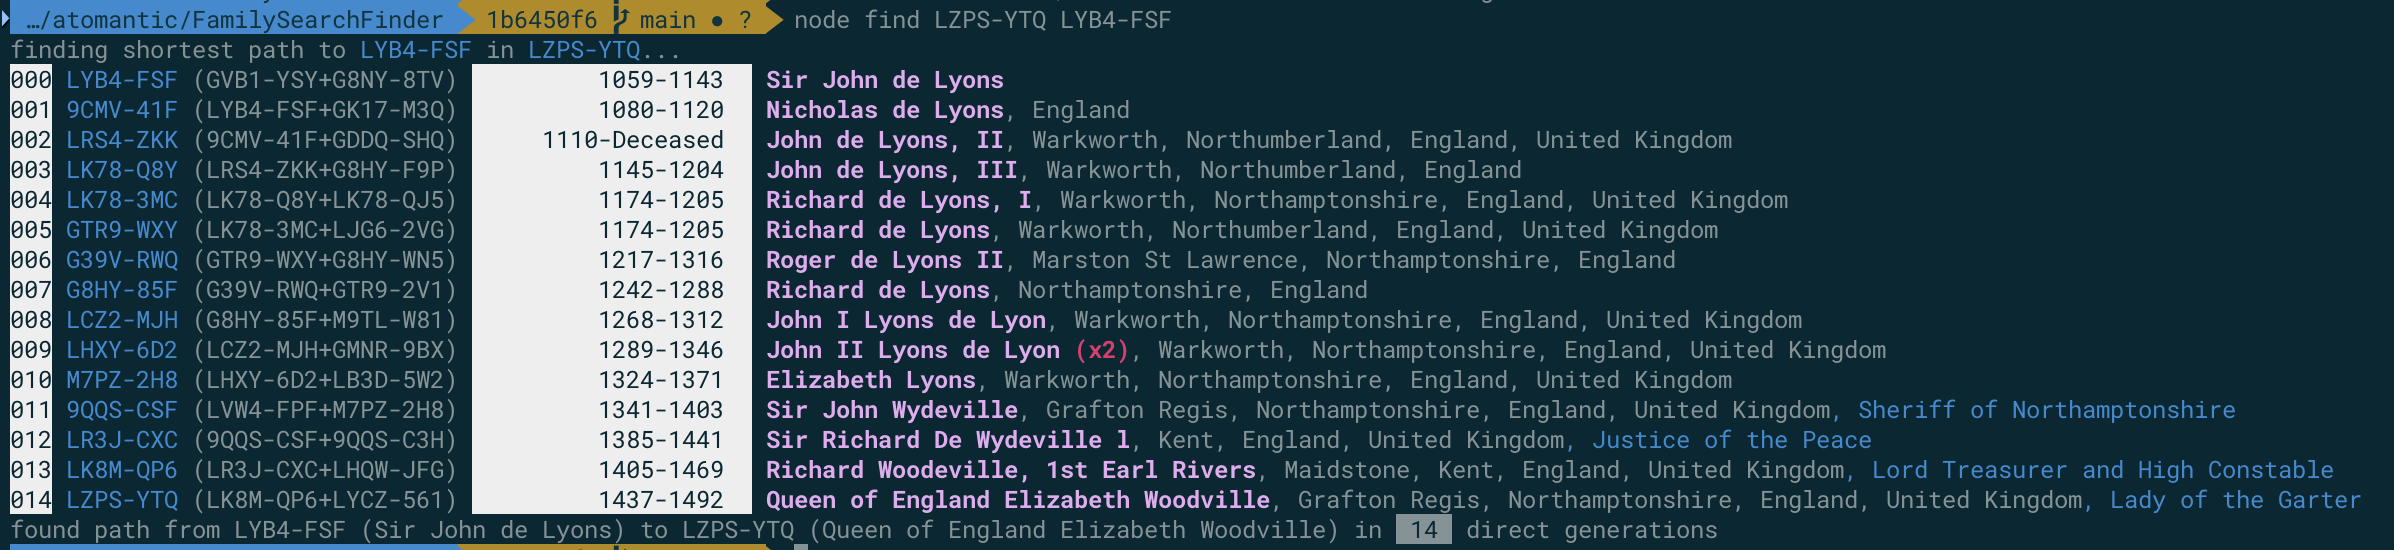 …/atomantic/FamilySearchFinder 1b6450f6 main ● ? node find LZPS-YTQ LYB4-FSF
finding shortest path to LYB4-FSF in LZPS-YTQ...
000 LYB4-FSF (GVB1-YSY+G8NY-8TV) 1059-1143 Sir John de Lyons
001 9CMV-41F (LYB4-FSF+GK17-M3Q) 1080-1120 Nicholas de Lyons, England
002 LRS4-ZKK (9CMV-41F+GDDQ-SHQ) 1110-Deceased John de Lyons, II, Warkworth, Northumberland, England, United Kingdom
003 LK78-Q8Y (LRS4-ZKK+G8HY-F9P) 1145-1204 John de Lyons, III, Warkworth, Northumberland, England
004 LK78-3MC (LK78-Q8Y+LK78-QJ5) 1174-1205 Richard de Lyons, I, Warkworth, Northamptonshire, England, United Kingdom
005 GTR9-WXY (LK78-3MC+LJG6-2VG) 1174-1205 Richard de Lyons, Warkworth, Northumberland, England, United Kingdom
006 G39V-RWQ (GTR9-WXY+G8HY-WN5) 1217-1316 Roger de Lyons II, Marston St Lawrence, Northamptonshire, England
007 G8HY-85F (G39V-RWQ+GTR9-2V1) 1242-1288 Richard de Lyons, Northamptonshire, England
008 LCZ2-MJH (G8HY-85F+M9TL-W81) 1268-1312 John I Lyons de Lyon, Warkworth, Northamptonshire, England, United Kingdom
009 LHXY-6D2 (LCZ2-MJH+GMNR-9BX) 1289-1346 John II Lyons de Lyon (x2), Warkworth, Northamptonshire, England, United Kingdom
010 M7PZ-2H8 (LHXY-6D2+LB3D-5W2) 1324-1371 Elizabeth Lyons, Warkworth, Northamptonshire, England, United Kingdom
011 9QQS-CSF (LVW4-FPF+M7PZ-2H8) 1341-1403 Sir John Wydeville, Grafton Regis, Northamptonshire, England, United Kingdom, Sheriff of Northamptonshire
012 LR3J-CXC (9QQS-CSF+9QQS-C3H) 1385-1441 Sir Richard De Wydeville l, Kent, England, United Kingdom, Justice of the Peace
013 LK8M-QP6 (LR3J-CXC+LHQW-JFG) 1405-1469 Richard Woodeville, 1st Earl Rivers, Maidstone, Kent, England, United Kingdom, Lord Treasurer and High Constable
014 LZPS-YTQ (LK8M-QP6+LYCZ-561) 1437-1492 Queen of England Elizabeth Woodville, Grafton Regis, Northamptonshire, England, United Kingdom, Lady of the Garter
found path from LYB4-FSF (Sir John de Lyons) to LZPS-YTQ (Queen of England Elizabeth Woodville) in 14 direct generations